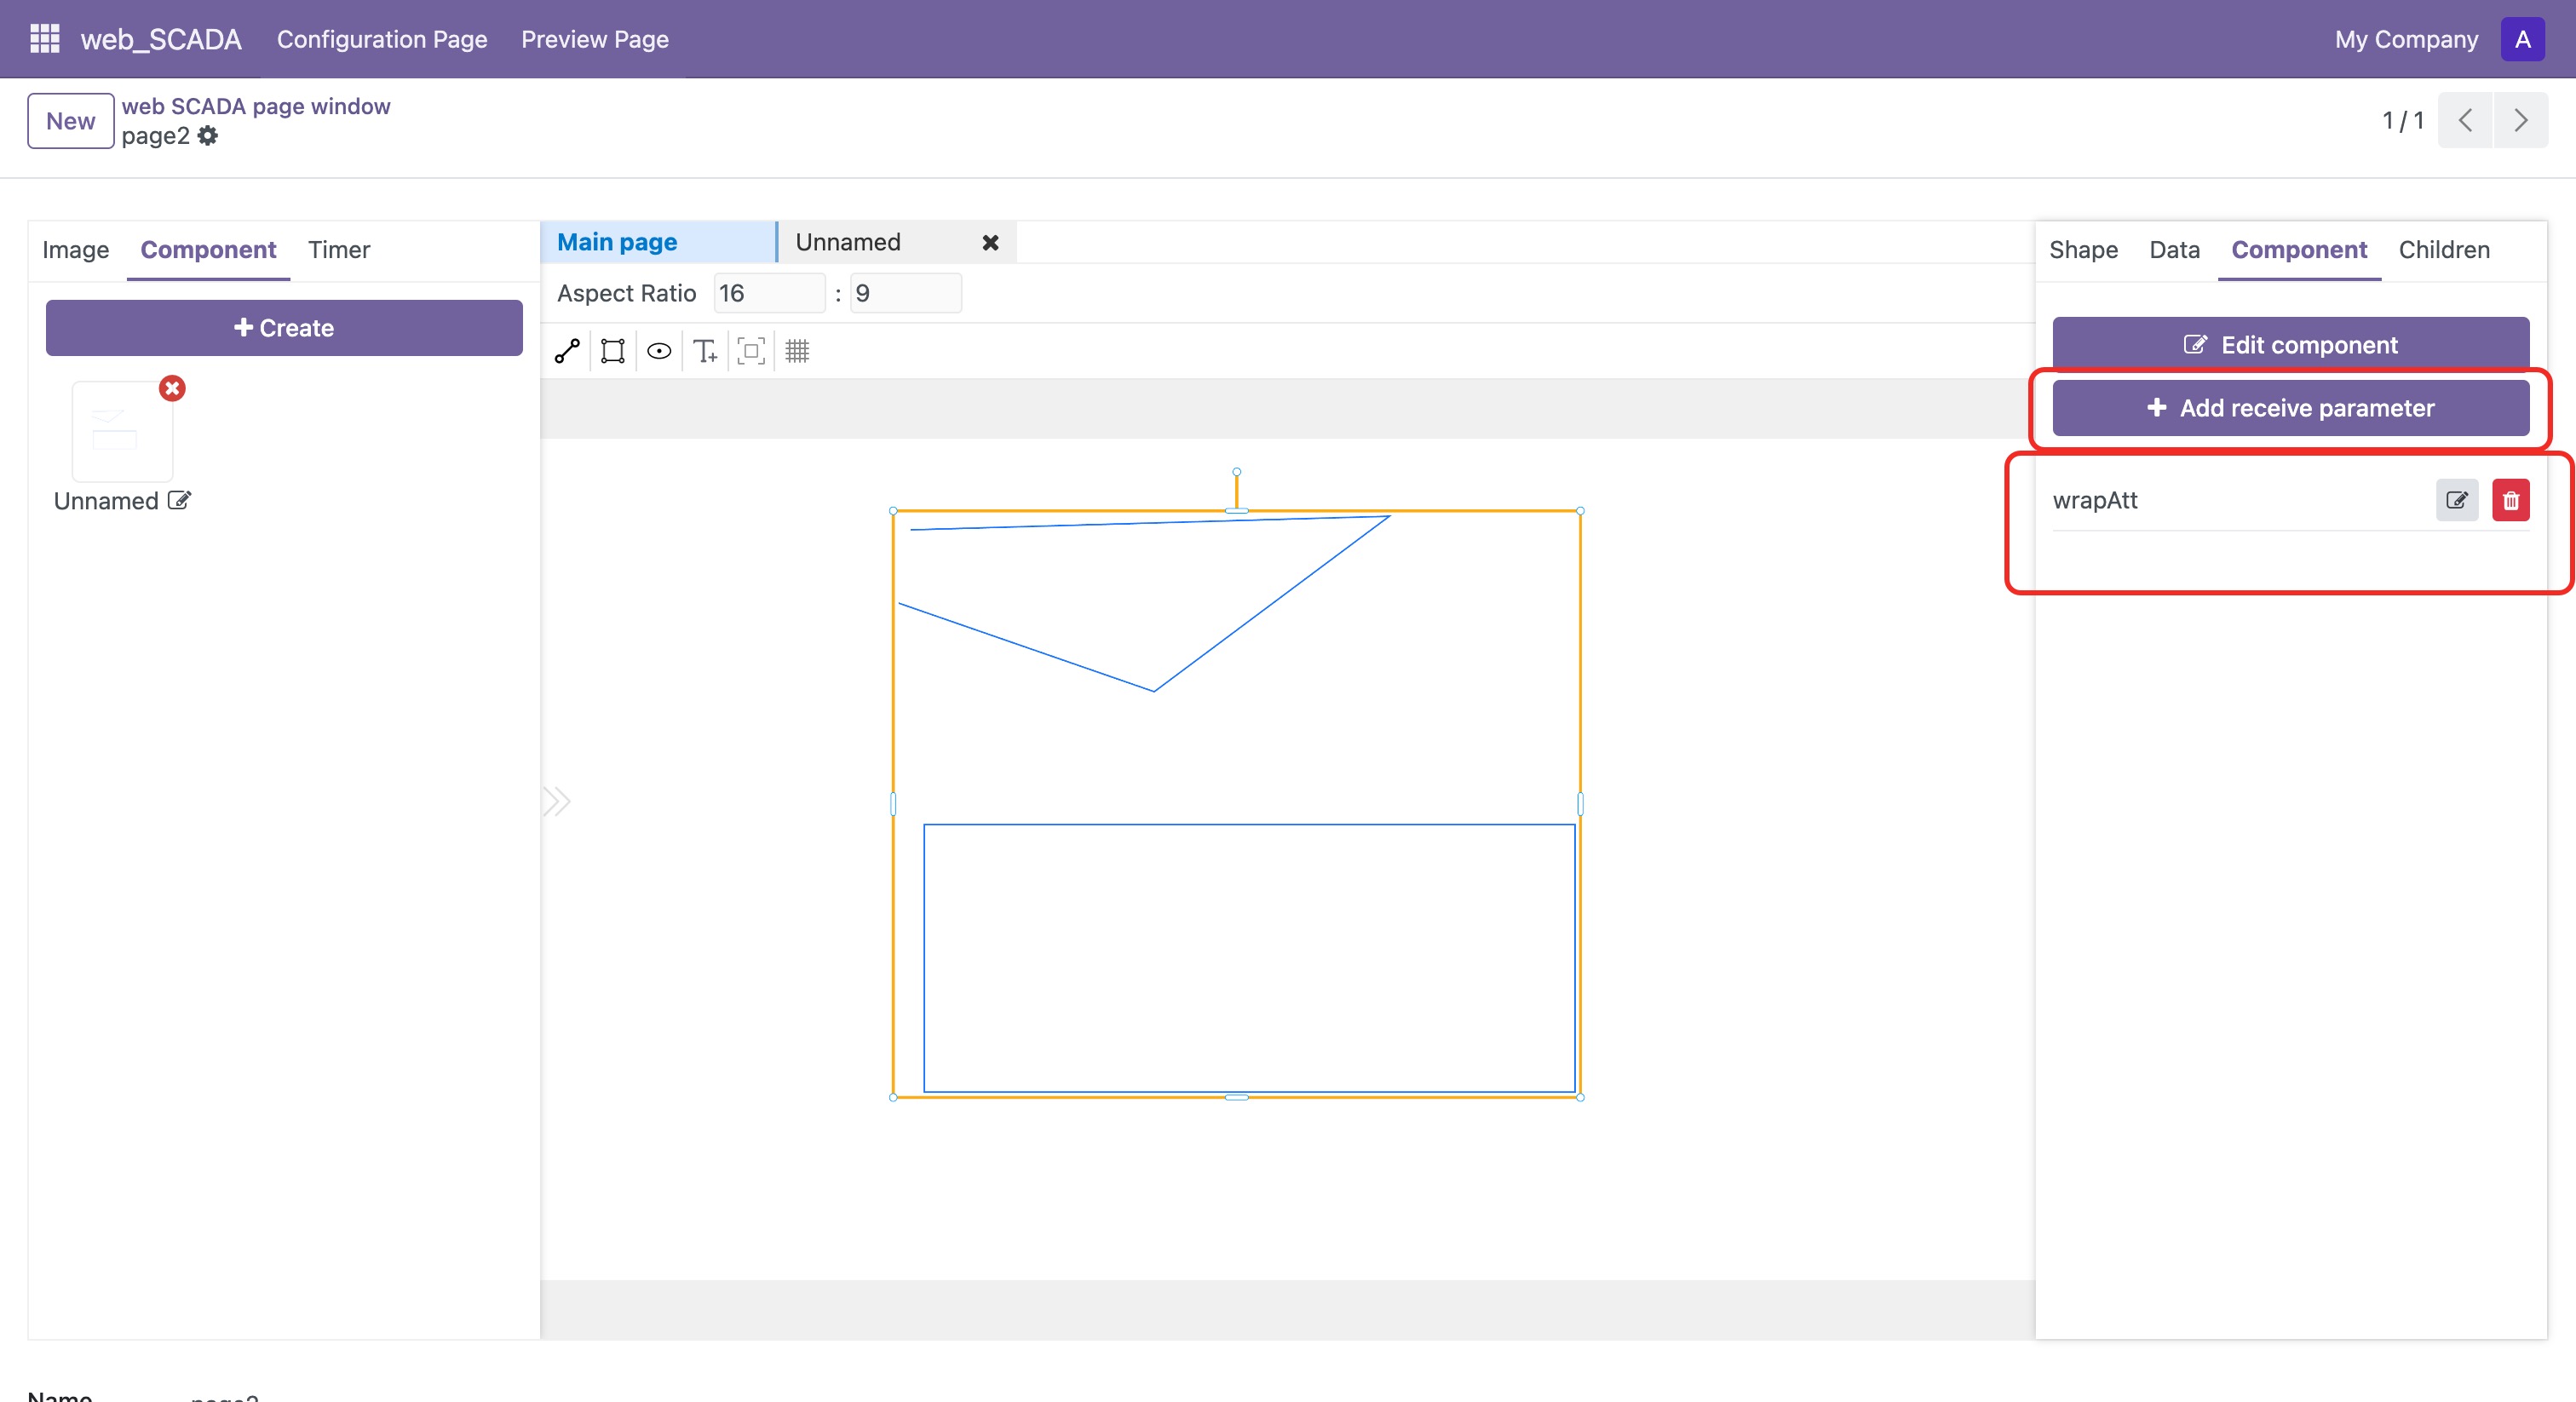 web_SCADA Configuration Page Preview Page My Company A
New web SCADA page window
page2
1 / 1
Image Component Timer
Create
Unnamed
Main page Unnamed
Aspect Ratio 16 : 9
Shape Data Component Children
Edit component
Add receive parameter
wrapAtt
Name page2